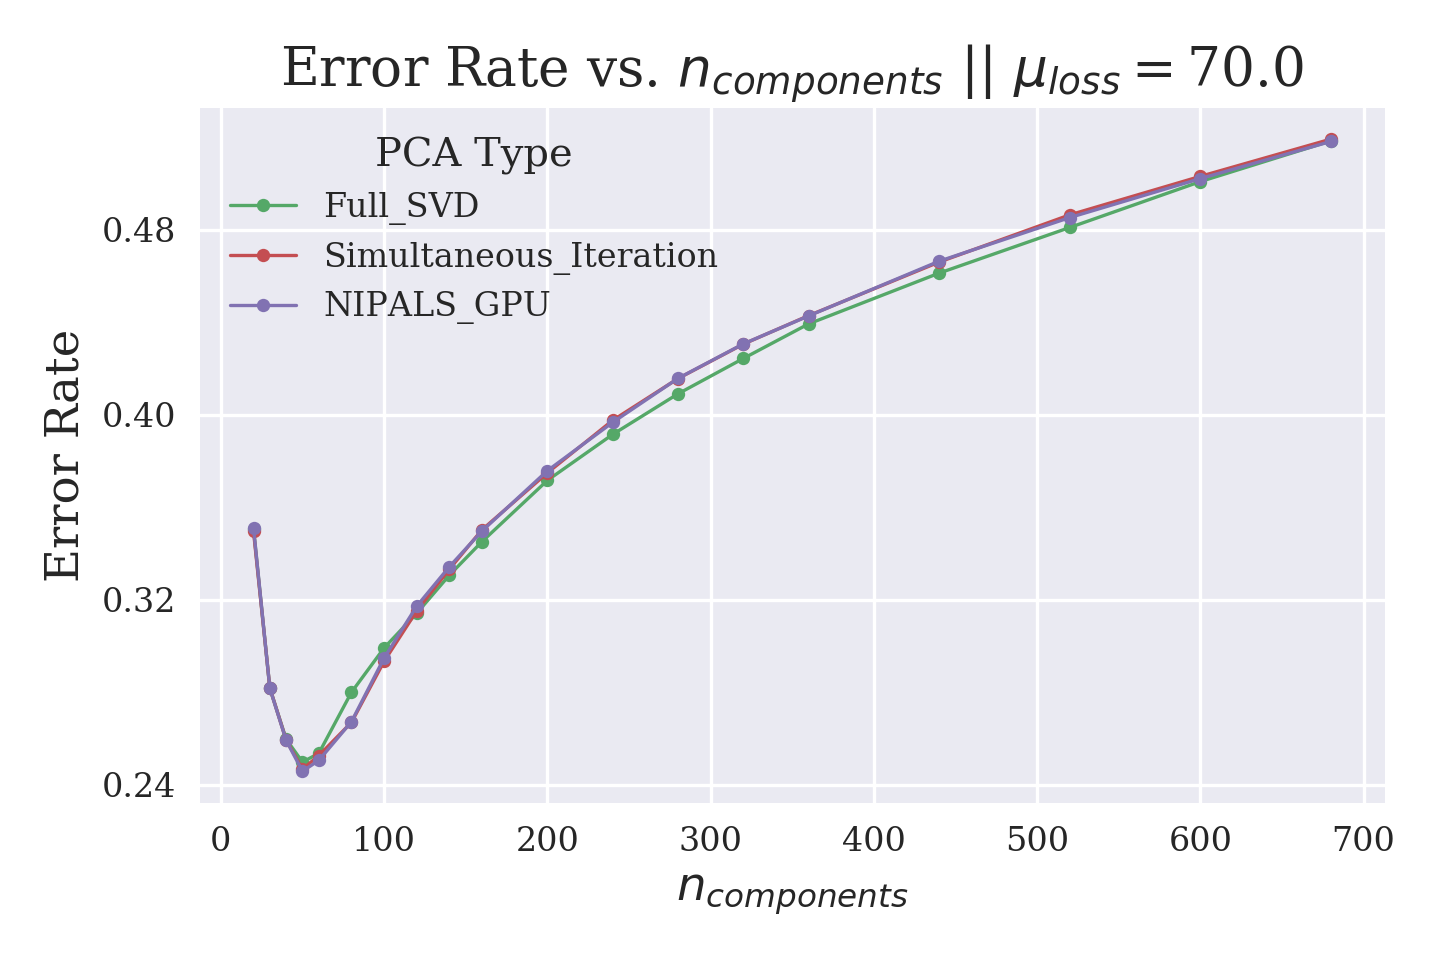 Error Rate vs. n_components || μ_loss = 70.0
PCA Type
Full_SVD
Simultaneous_Iteration
NIPALS_GPU
Error Rate
0.48
0.40
0.32
0.24
0 100 200 300 400 500 600 700
n_components